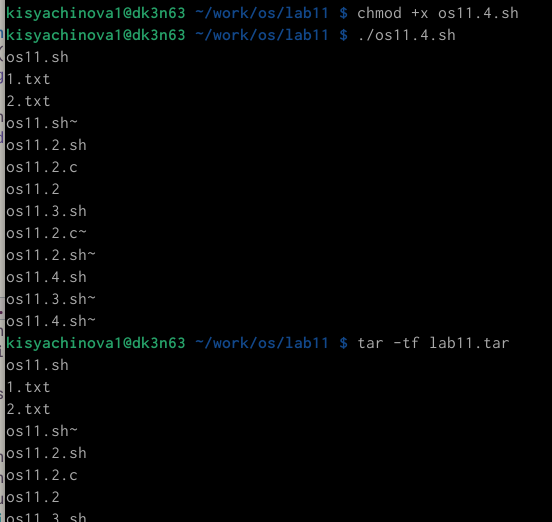 kisyachinova1@dk3n63 ~/work/os/lab11 $ chmod +x os11.4.sh
kisyachinova1@dk3n63 ~/work/os/lab11 $ ./os11.4.sh
os11.sh
1.txt
2.txt
os11.sh~
os11.2.sh
os11.2.c
os11.2
os11.3.sh
os11.2.c~
os11.2.sh~
os11.4.sh
os11.3.sh~
os11.4.sh~
kisyachinova1@dk3n63 ~/work/os/lab11 $ tar -tf lab11.tar
os11.sh
1.txt
2.txt
os11.sh~
os11.2.sh
os11.2.c
os11.2
os11.3.sh